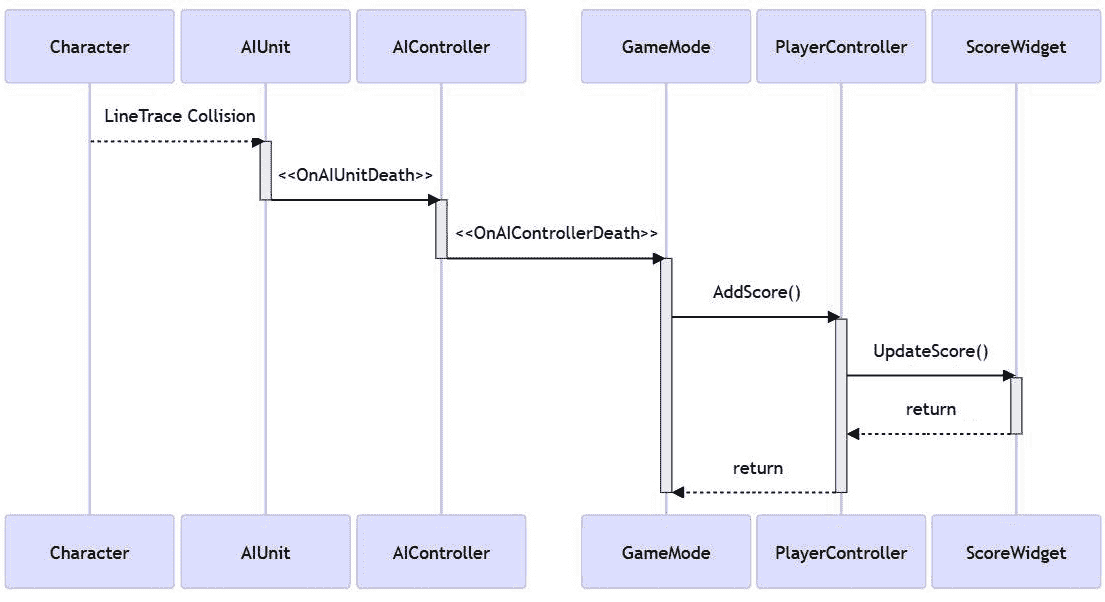 Character
AIUnit
AIController
GameMode
PlayerController
ScoreWidget
LineTrace Collision
<<OnAIUnitDeath>>
<<OnAIControllerDeath>>
AddScore()
UpdateScore()
return
return
Character
AIUnit
AIController
GameMode
PlayerController
ScoreWidget